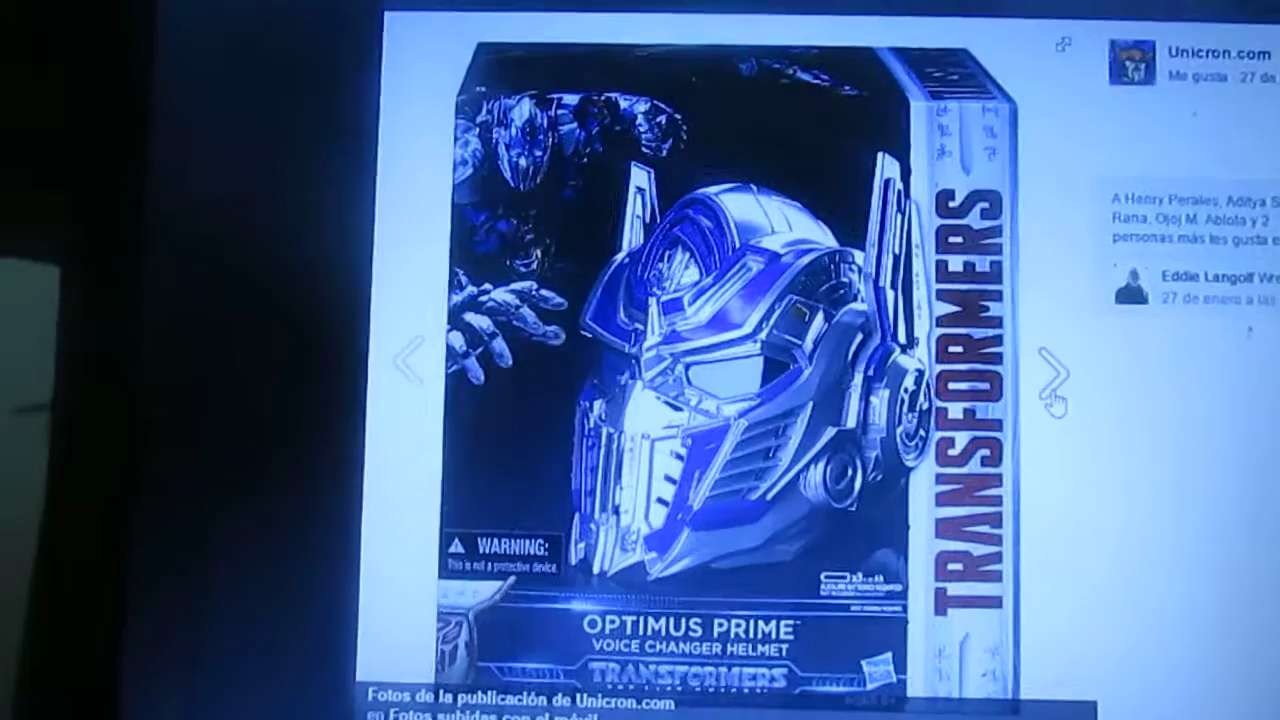 Unicron.com
Me gusta · 27 de
A Henry Perales, Aditya S
Rana, Ojoj M. Ablola y 2
personas más les gusta e
Eddie Langolf
27 de enero a las
TRANSFORMERS
WARNING:
This is not a protective device.
OPTIMUS PRIME
VOICE CHANGER HELMET
TRANSFORMERS
Fotos de la publicación de Unicron.com
en Fotos subidas con el móvil